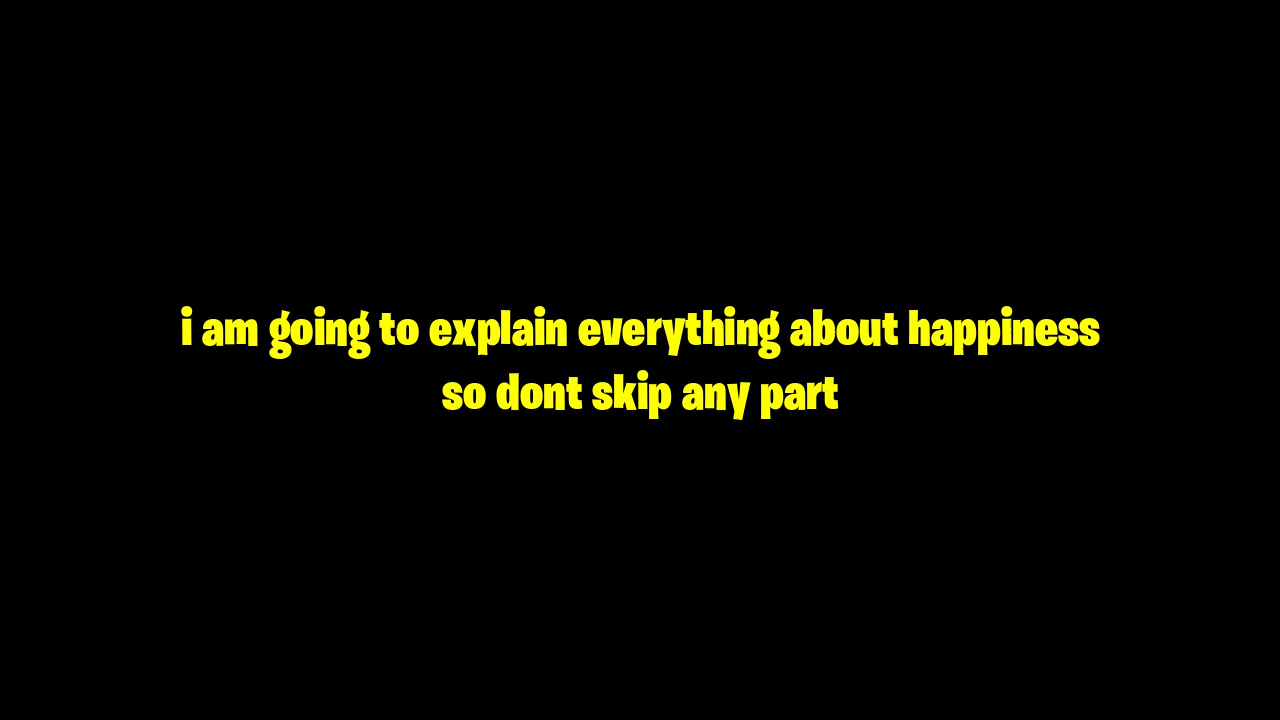 i am going to explain everything about happiness
so dont skip any part